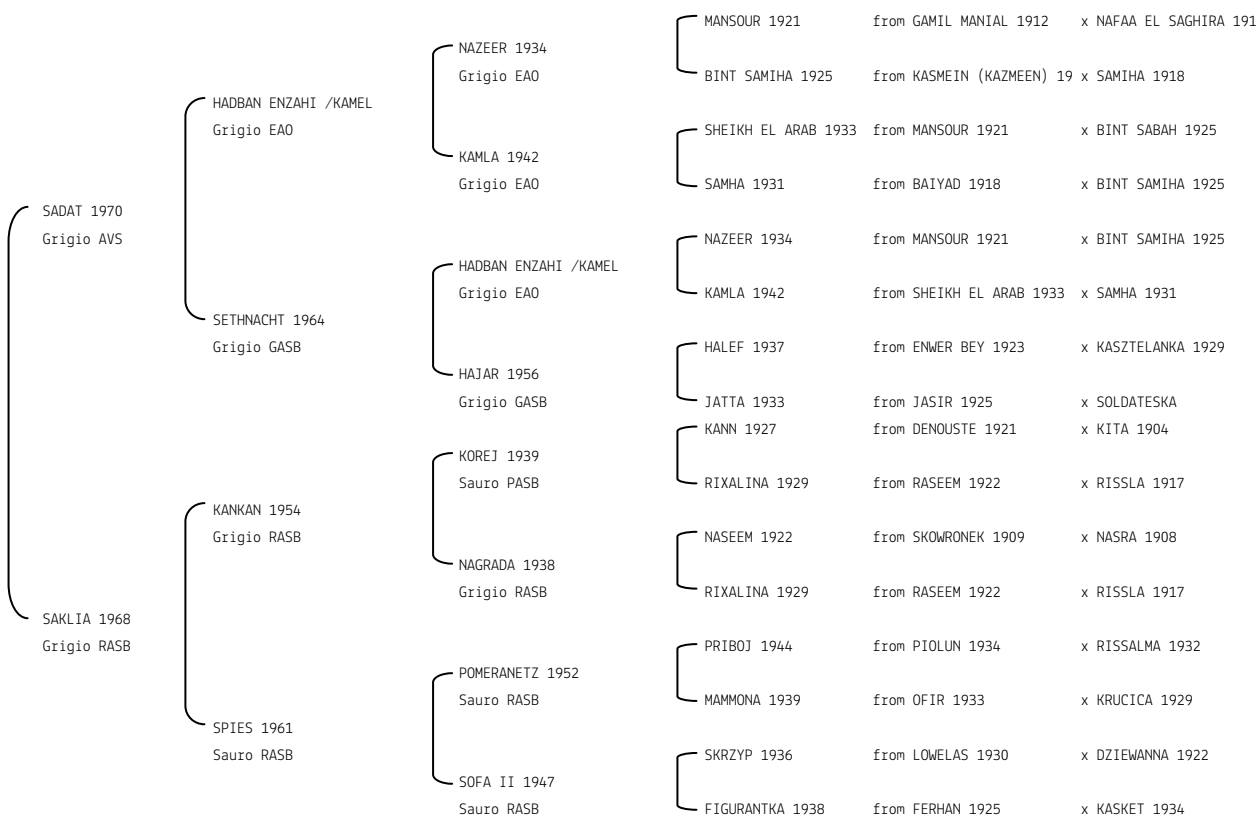 MANSOUR 1921 from GAMIL MANIAL 1912 x NAFAA EL SAGHIRA 191
NAZEER 1934
Grigio EAO BINT SAMIHA 1925 from KASMEIN (KAZMEEN) 19 x SAMIHA 1918
HADBAN ENZAHI /KAMEL
Grigio EAO SHEIKH EL ARAB 1933 from MANSOUR 1921 x BINT SABAH 1925
KAMLA 1942
Grigio EAO SAMHA 1931 from BAIYAD 1918 x BINT SAMIHA 1925
SADAT 1970
Grigio AVS NAZEER 1934 from MANSOUR 1921 x BINT SAMIHA 1925
HADBAN ENZAHI /KAMEL
Grigio EAO KAMLA 1942 from SHEIKH EL ARAB 1933 x SAMHA 1931
SETHNACHT 1964
Grigio GASB HALEF 1937 from ENWER BEY 1923 x KASZTELANKA 1929
HAJAR 1956
Grigio GASB JATTA 1933 from JASIR 1925 x SOLDATESKA
KANN 1927 from DENOUSTE 1921 x KITA 1904
KOREJ 1939
Sauro PASB RIXALINA 1929 from RASEEM 1922 x RISSLA 1917
KANKAN 1954
Grigio RASB NASEEM 1922 from SKOWRONEK 1909 x NASRA 1908
NAGRADA 1938
Grigio RASB RIXALINA 1929 from RASEEM 1922 x RISSLA 1917
SAKLIA 1968
Grigio RASB PRIBOJ 1944 from PIOLUN 1934 x RISSALMA 1932
POMERANETZ 1952
Sauro RASB MAMMONA 1939 from OFIR 1933 x KRUCICA 1929
SPIES 1961
Sauro RASB SKRZYP 1936 from LOWELAS 1930 x DZIEWANNA 1922
SOFA II 1947
Sauro RASB FIGURANTKA 1938 from FERHAN 1925 x KASKET 1934